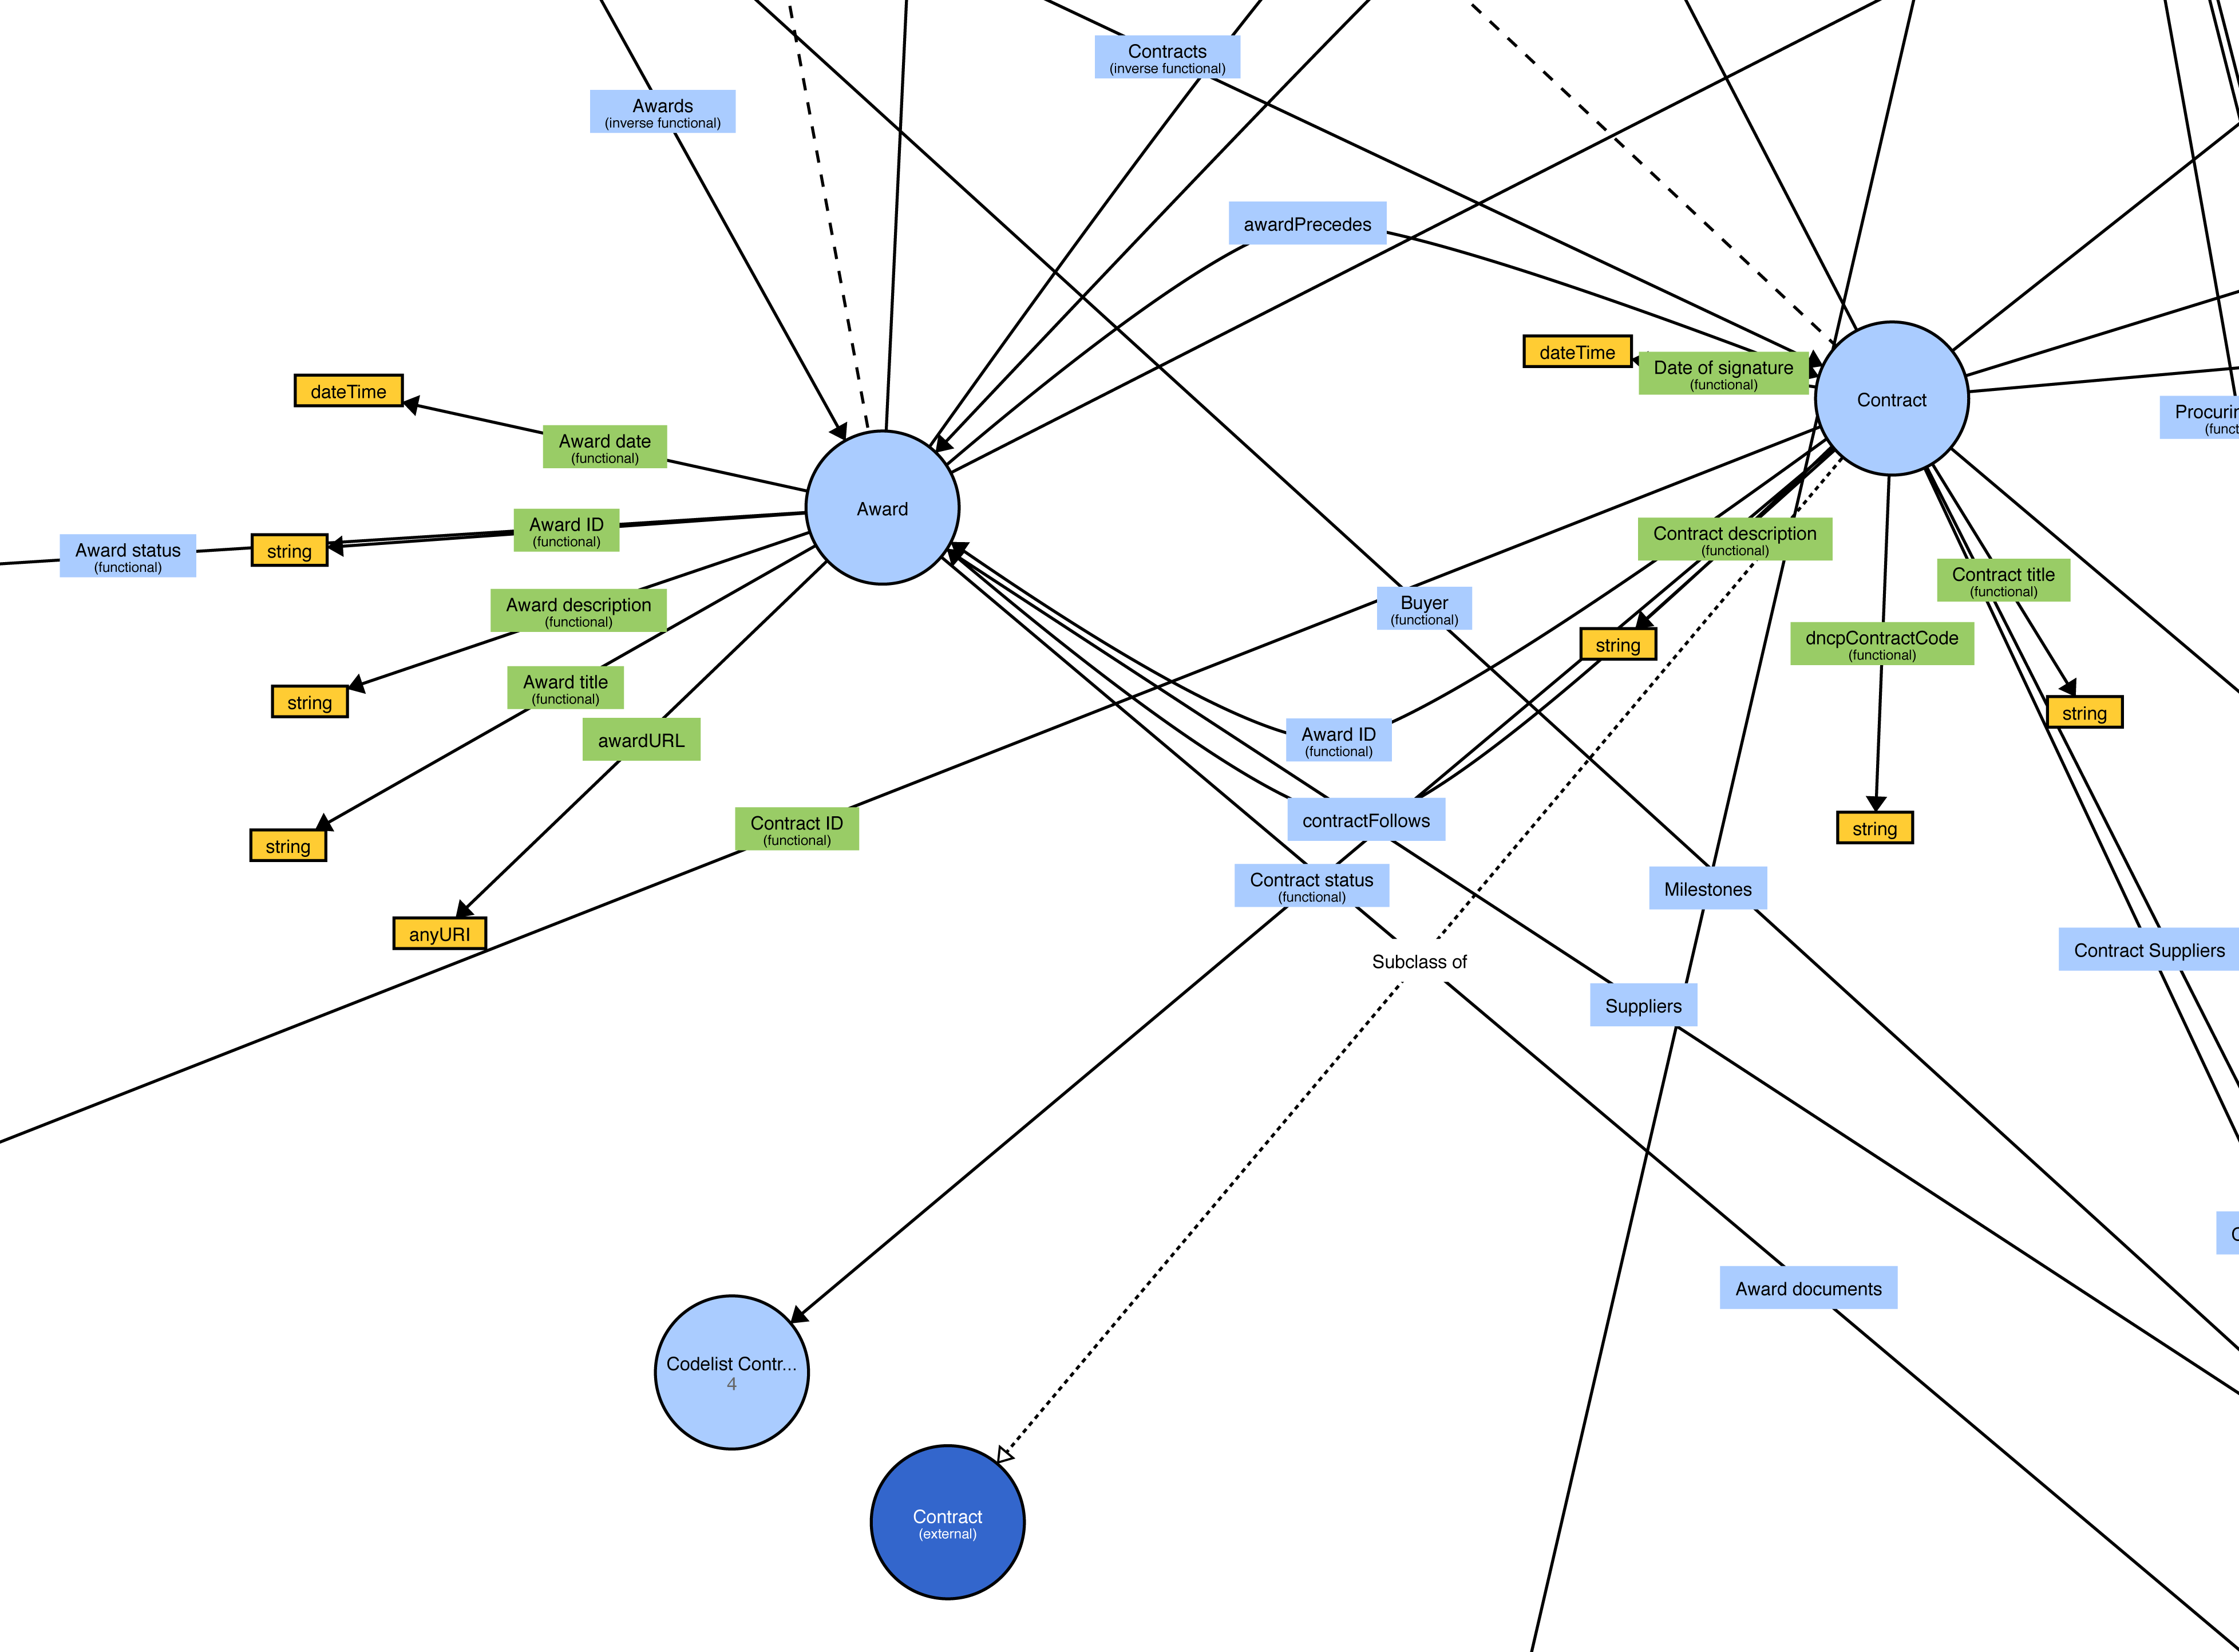 Contracts
(inverse functional)
Awards
(inverse functional)
awardPrecedes
dateTime
Date of signature
(functional)
dateTime
Contract
Procurin
(funct
Award date
(functional)
Award
Award ID
(functional)
Award status
(functional)
string
Contract description
(functional)
Contract title
(functional)
Award description
(functional)
Buyer
(functional)
string
dncpContractCode
(functional)
Award title
(functional)
string
string
awardURL
Award ID
(functional)
Contract ID
(functional)
contractFollows
string
string
Contract status
(functional)
Milestones
anyURI
Contract Suppliers
Subclass of
Suppliers
Award documents
Codelist Contr...
4
Contract
(external)